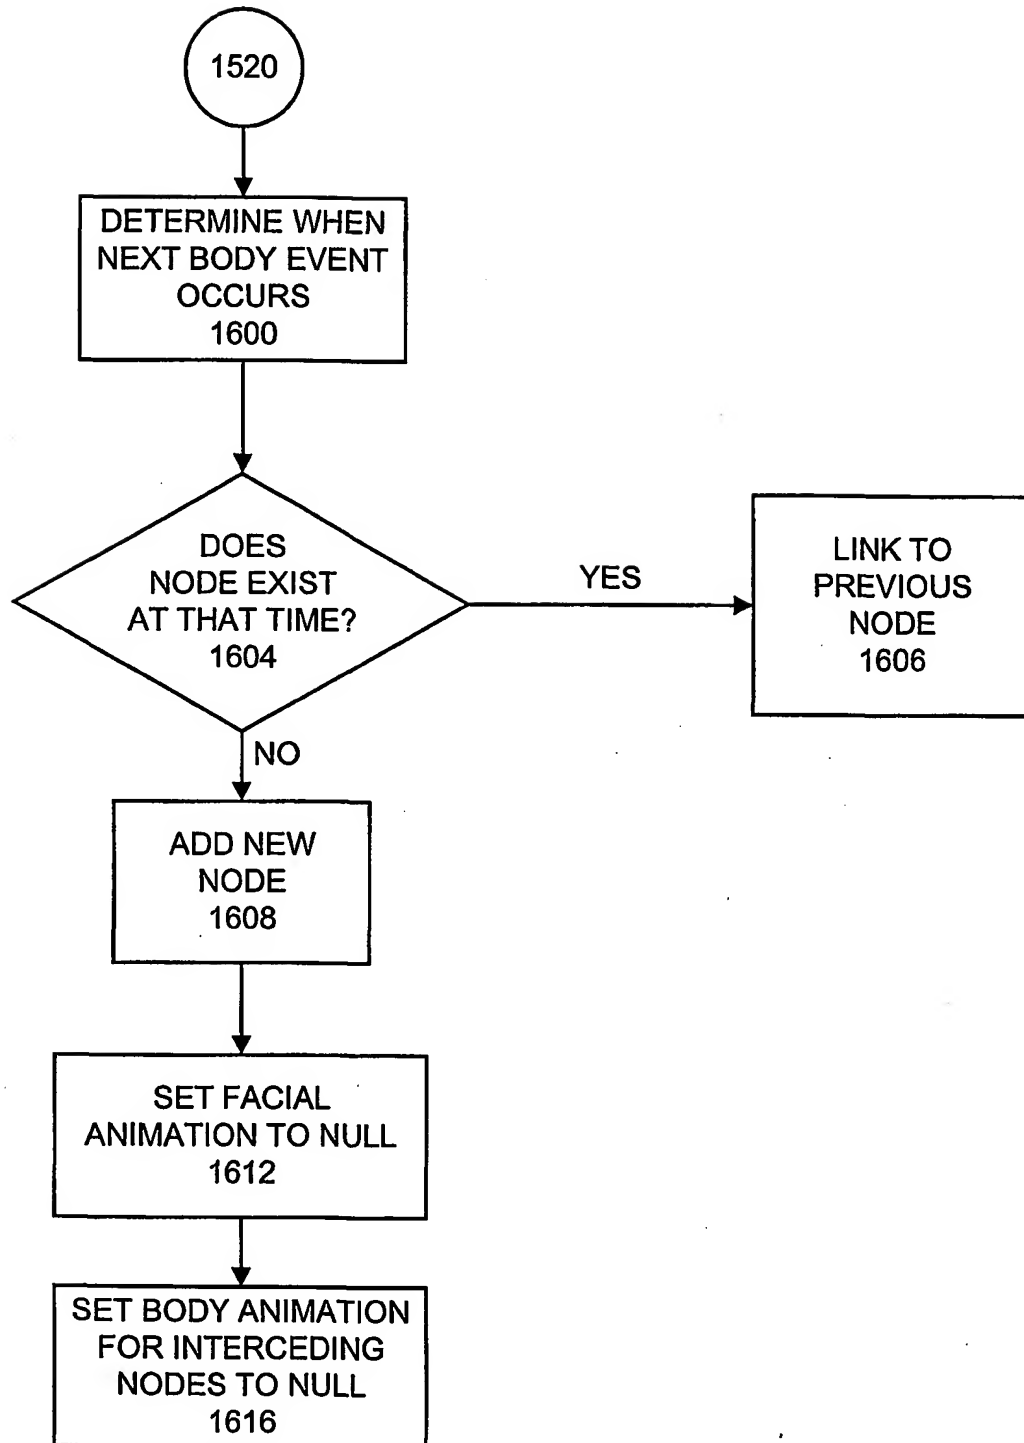 1520
DETERMINE WHEN
NEXT BODY EVENT
OCCURS
1600
DOES
NODE EXIST
AT THAT TIME?
1604
YES
LINK TO
PREVIOUS
NODE
1606
NO
ADD NEW
NODE
1608
SET FACIAL
ANIMATION TO NULL
1612
SET BODY ANIMATION
FOR INTERCEDING
NODES TO NULL
1616